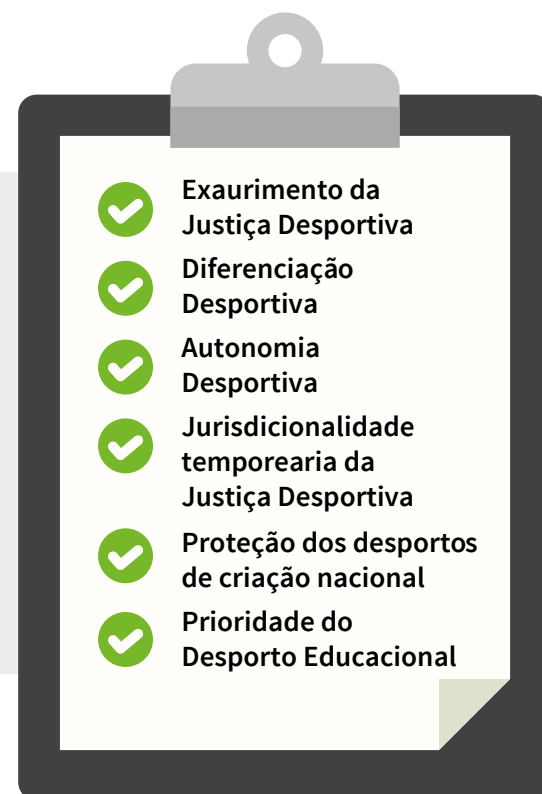 Exaurimento da
Justiça Desportiva
Diferenciação
Desportiva
Autonomia
Desportiva
Jurisdicionalidade
temporearia da
Justiça Desportiva
Proteção dos desportos
de criação nacional
Prioridade do
Desporto Educacional